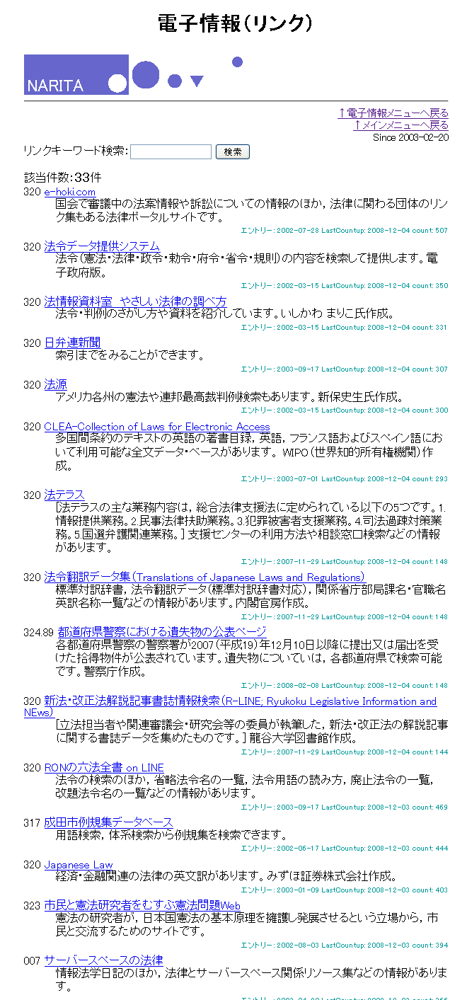 電子情報（リンク）
NARITA
↑電子情報メニューへ戻る
↑メインメニューへ戻る
Since 2003-02-20
リンクキーワード検索： 検索
該当件数：33件
320 e-hoki.com
国会で審議中の法案情報や訴訟についての情報のほか，法律に関わる団体のリン
ク集もある法律ポータルサイトです。
エントリー：2002-07-28 LastCountup：2008-12-04 count：507
320 法令データ提供システム
法令（憲法・法律・政令・勅令・府令・省令・規則）の内容を検索して提供します。電
子政府版。
エントリー：2002-03-15 LastCountup：2008-12-04 count：350
320 法情報資料室　やさしい法律の調べ方
法令・判例のさがし方や資料を紹介しています。いしかわ まりこ氏作成。
エントリー：2002-03-15 LastCountup：2008-12-04 count：331
320 日弁連新聞
索引までをみることができます。
エントリー：2003-09-17 LastCountup：2008-12-04 count：307
320 法源
アメリカ各州の憲法や連邦最高裁判例検索もあります。新保史生氏作成。
エントリー：2002-03-15 LastCountup：2008-12-04 count：300
320 CLEA-Collection of Laws for Electronic Access
多国間条約のテキストの英語の著書目録，英語，フランス語およびスペイン語にお
いて利用可能な全文データ・ベースがあります。 WIPO（世界知的所有権機関）作
成。
エントリー：2003-07-01 LastCountup：2008-12-04 count：293
320 法テラス
［法テラスの主な業務内容は，総合法律支援法に定められている以下の5つです。1.
情報提供業務。2.民事法律扶助業務。3.犯罪被害者支援業務。4.司法過疎対策業
務。5.国選弁護関連業務。］支援センターの利用方法や相談窓口検索などの情報
があります。
エントリー：2007-11-29 LastCountup：2008-12-04 count：148
320 法令翻訳データ集（Translations of Japanese Laws and Regulations）
標準対訳辞書，法令翻訳データ（標準対訳辞書対応），関係省庁部局課名・官職名
英訳名称一覧などの情報があります。内閣官房作成。
エントリー：2007-11-29 LastCountup：2008-12-04 count：148
324.89 都道府県警察における遺失物の公表ページ
各都道府県警察の警察署が2007（平成19）年12月10日以降に提出又は届出を受
けた拾得物件が公表されています。遺失物についていは，各都道府県で検索可能
です。警察庁作成。
エントリー：2008-02-08 LastCountup：2008-12-04 count：148
320 新法・改正法解説記事書誌情報検索（R-LINE; Ryukoku Legislative Information and
NEws）
［立法担当者や関連審議会・研究会等の委員が執筆した，新法・改正法の解説記事
に関する書誌データを集めたものです。］龍谷大学図書館作成。
エントリー：2007-11-29 LastCountup：2008-12-04 count：144
320 RONの六法全書 on LINE
法令の検索のほか，省略法令名の一覧，法令用語の読み方，廃止法令の一覧，
改題法令名の一覧などの情報があります。
エントリー：2003-09-17 LastCountup：2008-12-03 count：469
317 成田市例規集データベース
用語検索，体系検索から例規集を検索できます。
エントリー：2002-06-17 LastCountup：2008-12-03 count：444
320 Japanese Law
経済・金融関連の法律の英文訳があります。みずほ証券株式会社作成。
エントリー：2003-01-09 LastCountup：2008-12-03 count：403
323 市民と憲法研究者をむすぶ憲法問題Web
憲法の研究者が，日本国憲法の基本原理を擁護し発展させるという立場から，市
民と交流するためのサイトです。
エントリー：2002-08-03 LastCountup：2008-12-03 count：394
007 サーバースペースの法律
情報法学日記のほか，法律とサーバースペース関係リソース集などの情報がありま
す。